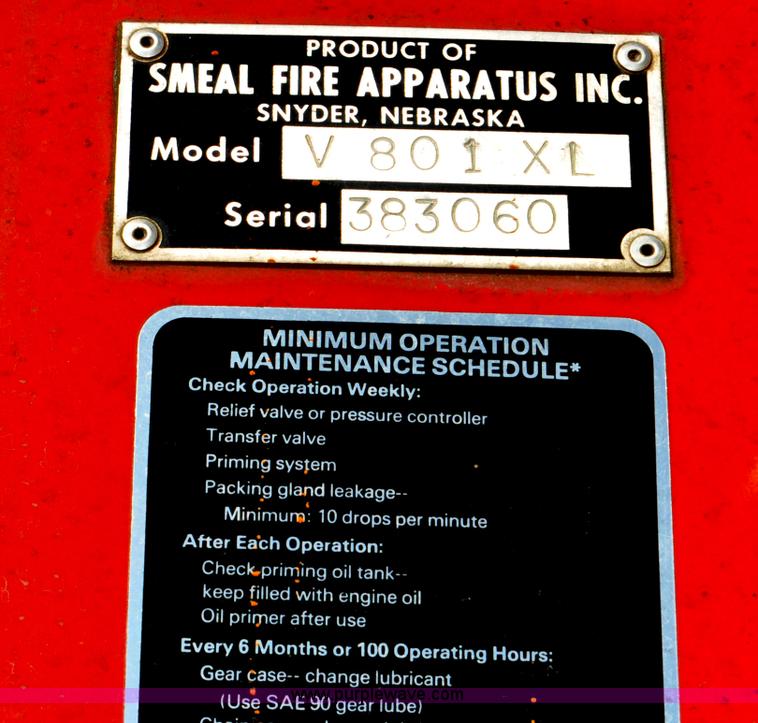 PRODUCT OF
SMEAL FIRE APPARATUS INC.
SNYDER, NEBRASKA
Model V 801 XL
Serial 383060
MINIMUM OPERATION
MAINTENANCE SCHEDULE*
Check Operation Weekly:
Relief valve or pressure controller
Transfer valve
Priming system
Packing gland leakage--
Minimum: 10 drops per minute
After Each Operation:
Check priming oil tank--
keep filled with engine oil
Oil primer after use
Every 6 Months or 100 Operating Hours:
Gear case-- change lubricant
www.purplewave.com
(Use SAE 90 gear lube)